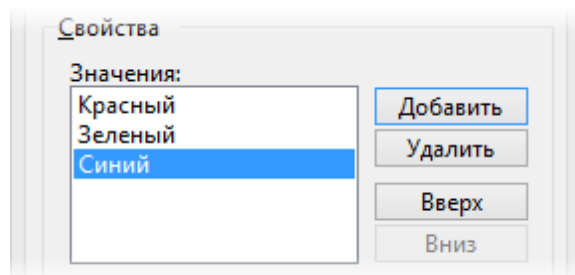 Свойства
Значения:
Красный
Зеленый
Синий
Добавить
Удалить
Вверх
Вниз